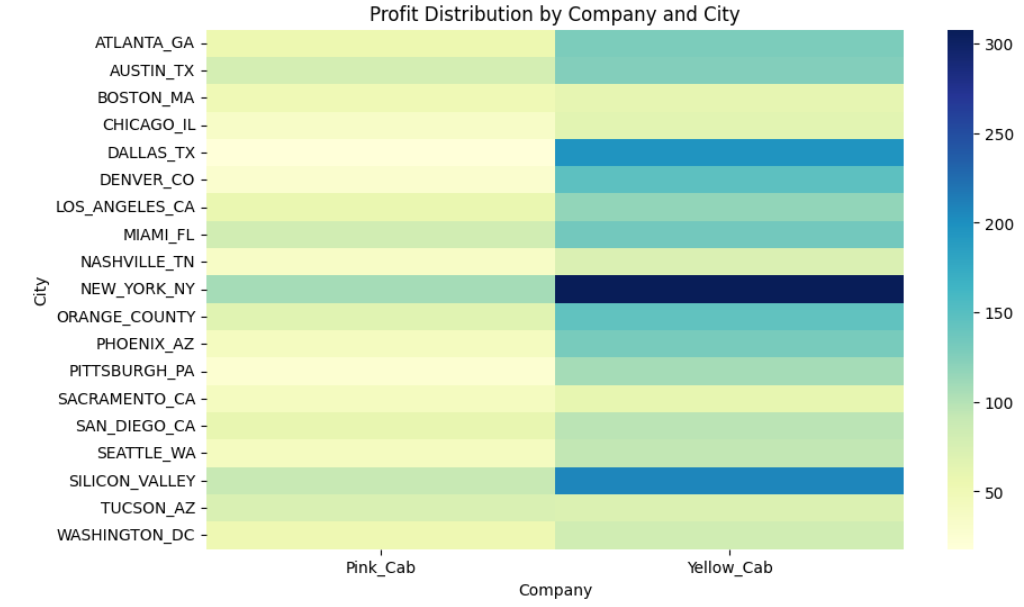 Profit Distribution by Company and City
City
ATLANTA_GA
AUSTIN_TX
BOSTON_MA
CHICAGO_IL
DALLAS_TX
DENVER_CO
LOS_ANGELES_CA
MIAMI_FL
NASHVILLE_TN
NEW_YORK_NY
ORANGE_COUNTY
PHOENIX_AZ
PITTSBURGH_PA
SACRAMENTO_CA
SAN_DIEGO_CA
SEATTLE_WA
SILICON_VALLEY
TUCSON_AZ
WASHINGTON_DC
Pink_Cab Yellow_Cab
Company
300
250
200
150
100
50